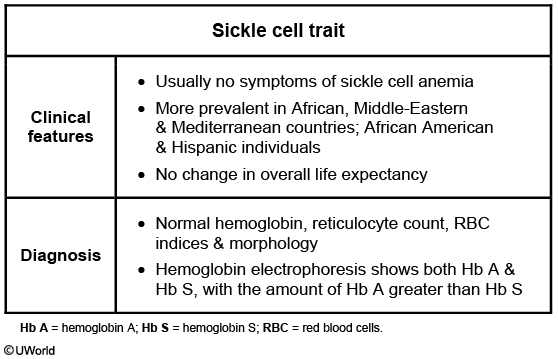 Sickle cell trait
Clinical
features
• Usually no symptoms of sickle cell anemia
• More prevalent in African, Middle-Eastern
& Mediterranean countries; African American
& Hispanic individuals
• No change in overall life expectancy
Diagnosis
• Normal hemoglobin, reticulocyte count, RBC
indices & morphology
• Hemoglobin electrophoresis shows both Hb A &
Hb S, with the amount of Hb A greater than Hb S
Hb A = hemoglobin A; Hb S = hemoglobin S; RBC = red blood cells.
© UWorld